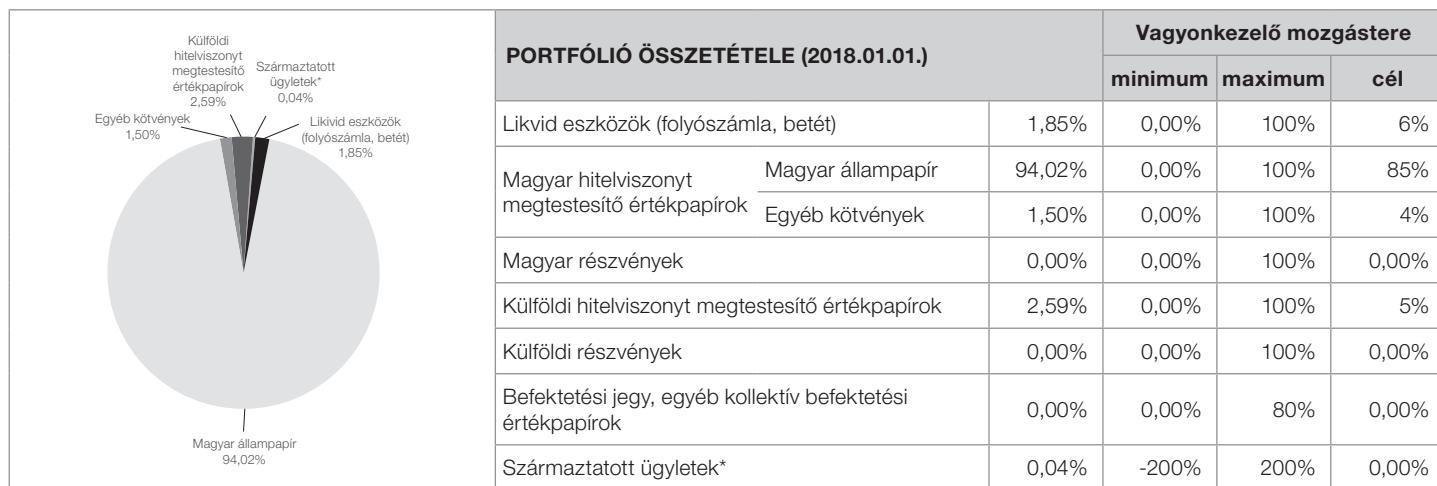 Külföldi
hitelviszonyt
megtestesítő
értékpapírok
2,59%
Származtatott
ügyletek*
0,04%
Egyéb kötvények
1,50%
Likivid eszközök
(folyószámla, betét)
1,85%
Magyar állampapír
94,02%
PORTFÓLIÓ ÖSSZETÉTELE (2018.01.01.)
Vagyonkezelő mozgástere
minimum maximum cél
Likvid eszközök (folyószámla, betét) 1,85% 0,00% 100% 6%
Magyar hitelviszonyt
megtestesítő értékpapírok
Magyar állampapír 94,02% 0,00% 100% 85%
Egyéb kötvények 1,50% 0,00% 100% 4%
Magyar részvények 0,00% 0,00% 100% 0,00%
Külföldi hitelviszonyt megtestesítő értékpapírok 2,59% 0,00% 100% 5%
Külföldi részvények 0,00% 0,00% 100% 0,00%
Befektetési jegy, egyéb kollektív befektetési
értékpapírok 0,00% 0,00% 80% 0,00%
Származtatott ügyletek* 0,04% -200% 200% 0,00%